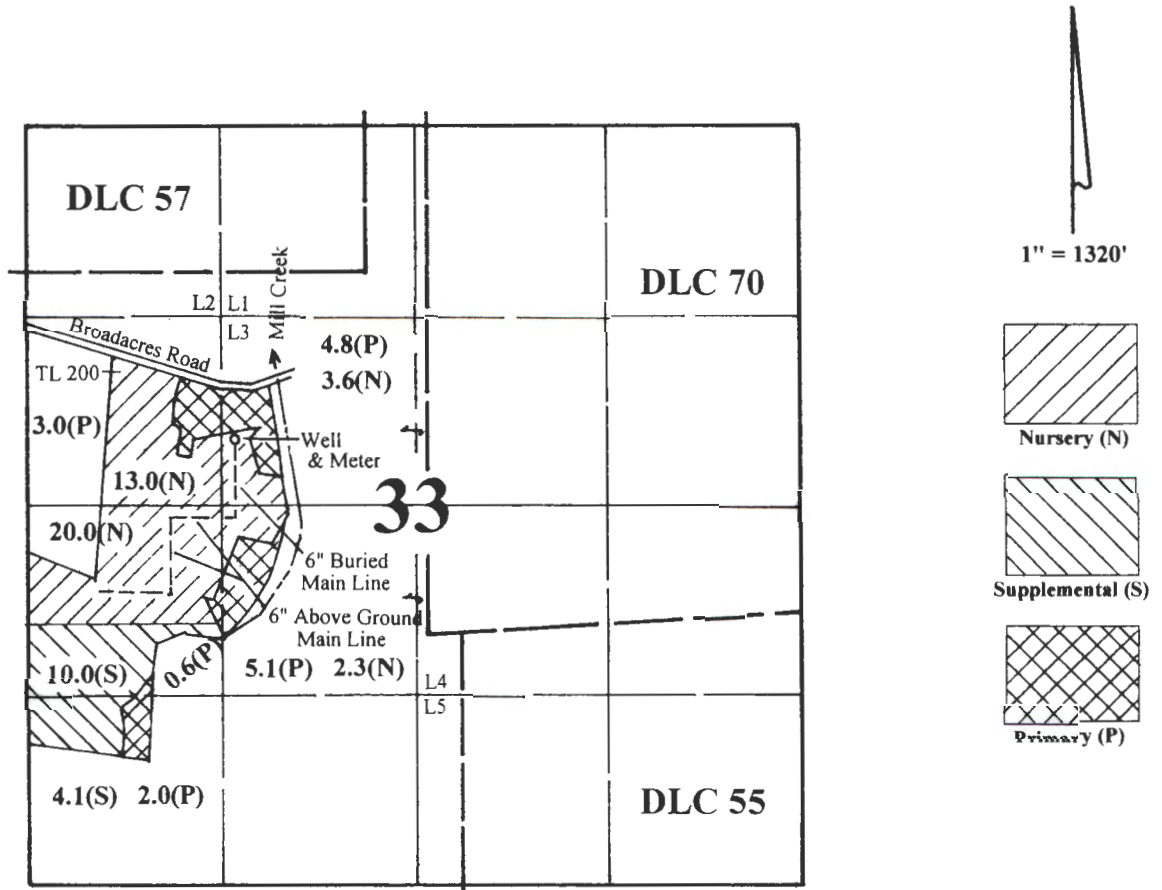 DLC 57
DLC 70
1" = 1320'
L2 L1
L3
Mill Creek
Broadacres Road
TL 200
4.8(P)
3.6(N)
3.0(P)
Well
& Meter
13.0(N)
33
20.0(N)
6" Buried
Main Line
6" Above Ground
Main Line
10.0(S)
0.6(P)
5.1(P) 2.3(N)
L4
L5
4.1(S) 2.0(P)
DLC 55
Nursery (N)
Supplemental (S)
Primary (P)